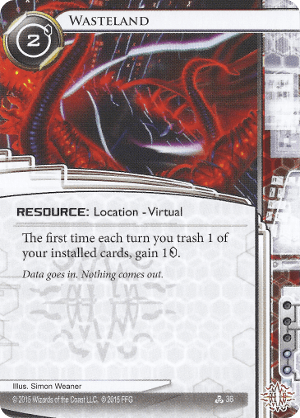 Wasteland
2
RESOURCE: Location - Virtual
The first time each turn you trash 1 of
your installed cards, gain 1
Data goes in. Nothing comes out.
Illus. Simon Weaner
© 2015 Wizards of the Coast LLC. © 2015 FFG
38